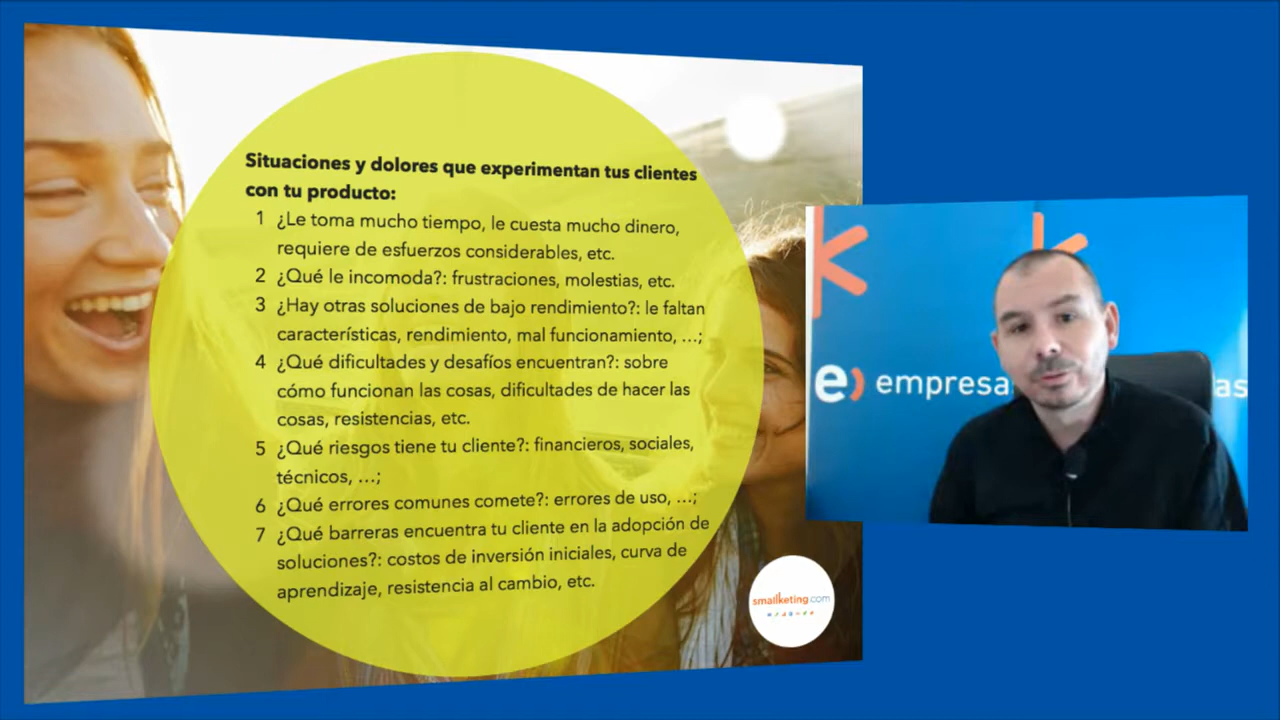 Situaciones y dolores que experimentan tus clientes
con tu producto:
1 ¿Le toma mucho tiempo, le cuesta mucho dinero,
requiere de esfuerzos considerables, etc.
2 ¿Qué le incomoda?: frustraciones, molestias, etc.
3 ¿Hay otras soluciones de bajo rendimiento?: le faltan
características, rendimiento, mal funcionamiento, ...;
4 ¿Qué dificultades y desafíos encuentran?: sobre
cómo funcionan las cosas, dificultades de hacer las
cosas, resistencias, etc.
5 ¿Qué riesgos tiene tu cliente?: financieros, sociales,
técnicos, ...;
6 ¿Qué errores comunes comete?: errores de uso, ...;
7 ¿Qué barreras encuentra tu cliente en la adopción de
soluciones?: costos de inversión iniciales, curva de
aprendizaje, resistencia al cambio, etc.
smallketing.com
k
k
e) empresa
as